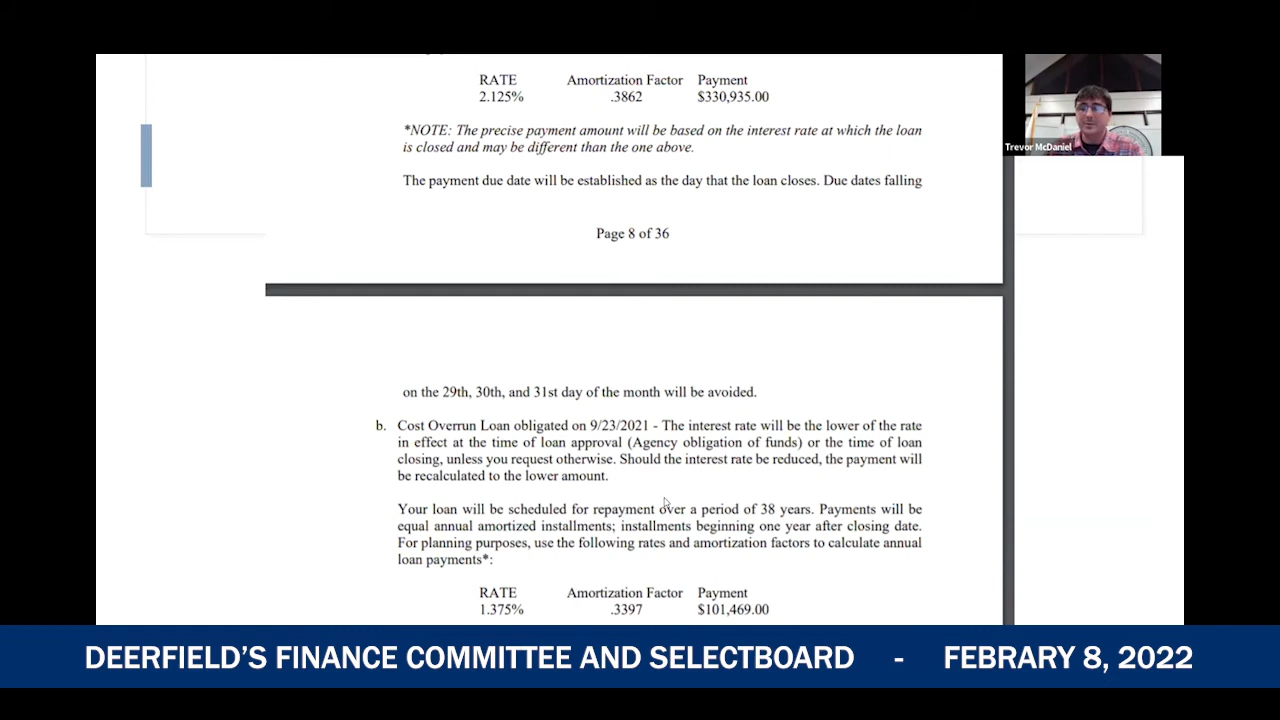 RATE Amortization Factor Payment
2.125% .3862 $330,935.00
*NOTE: The precise payment amount will be based on the interest rate at which the loan
is closed and may be different than the one above.
The payment due date will be established as the day that the loan closes. Due dates falling
Page 8 of 36
Trevor McDaniel
on the 29th, 30th, and 31st day of the month will be avoided.
b. Cost Overrun Loan obligated on 9/23/2021 - The interest rate will be the lower of the rate
in effect at the time of loan approval (Agency obligation of funds) or the time of loan
closing, unless you request otherwise. Should the interest rate be reduced, the payment will
be recalculated to the lower amount.
Your loan will be scheduled for repayment over a period of 38 years. Payments will be
equal annual amortized installments; installments beginning one year after closing date.
For planning purposes, use the following rates and amortization factors to calculate annual
loan payments*:
RATE Amortization Factor Payment
1.375% .3397 $101,469.00
DEERFIELD'S FINANCE COMMITTEE AND SELECTBOARD - FEBRARY 8, 2022